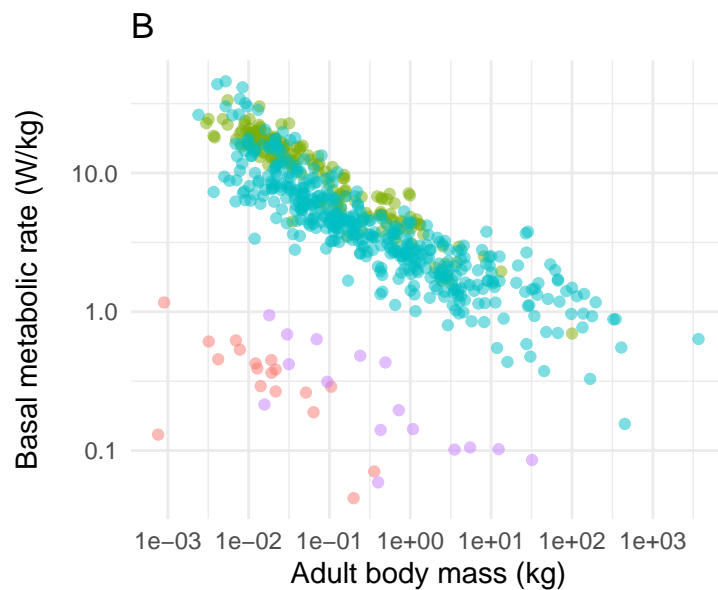 B
Basal metabolic rate (W/kg)
10.0
1.0
0.1
1e−03 1e−02 1e−01 1e+00 1e+01 1e+02 1e+03
Adult body mass (kg)